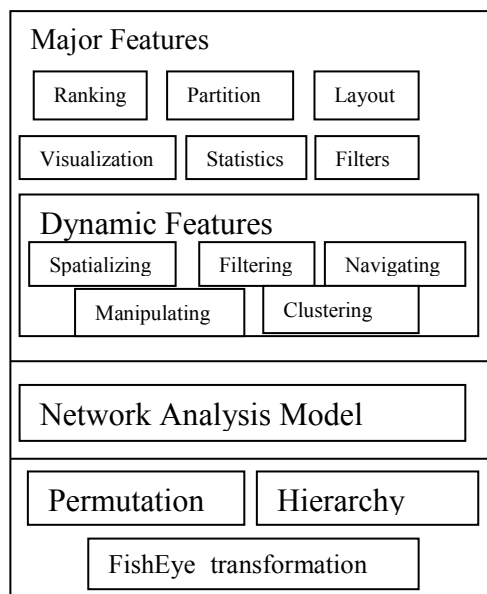 Major Features
Ranking Partition Layout
Visualization Statistics Filters
Dynamic Features
Spatializing Filtering Navigating
Manipulating Clustering
Network Analysis Model
Permutation Hierarchy
FishEye transformation